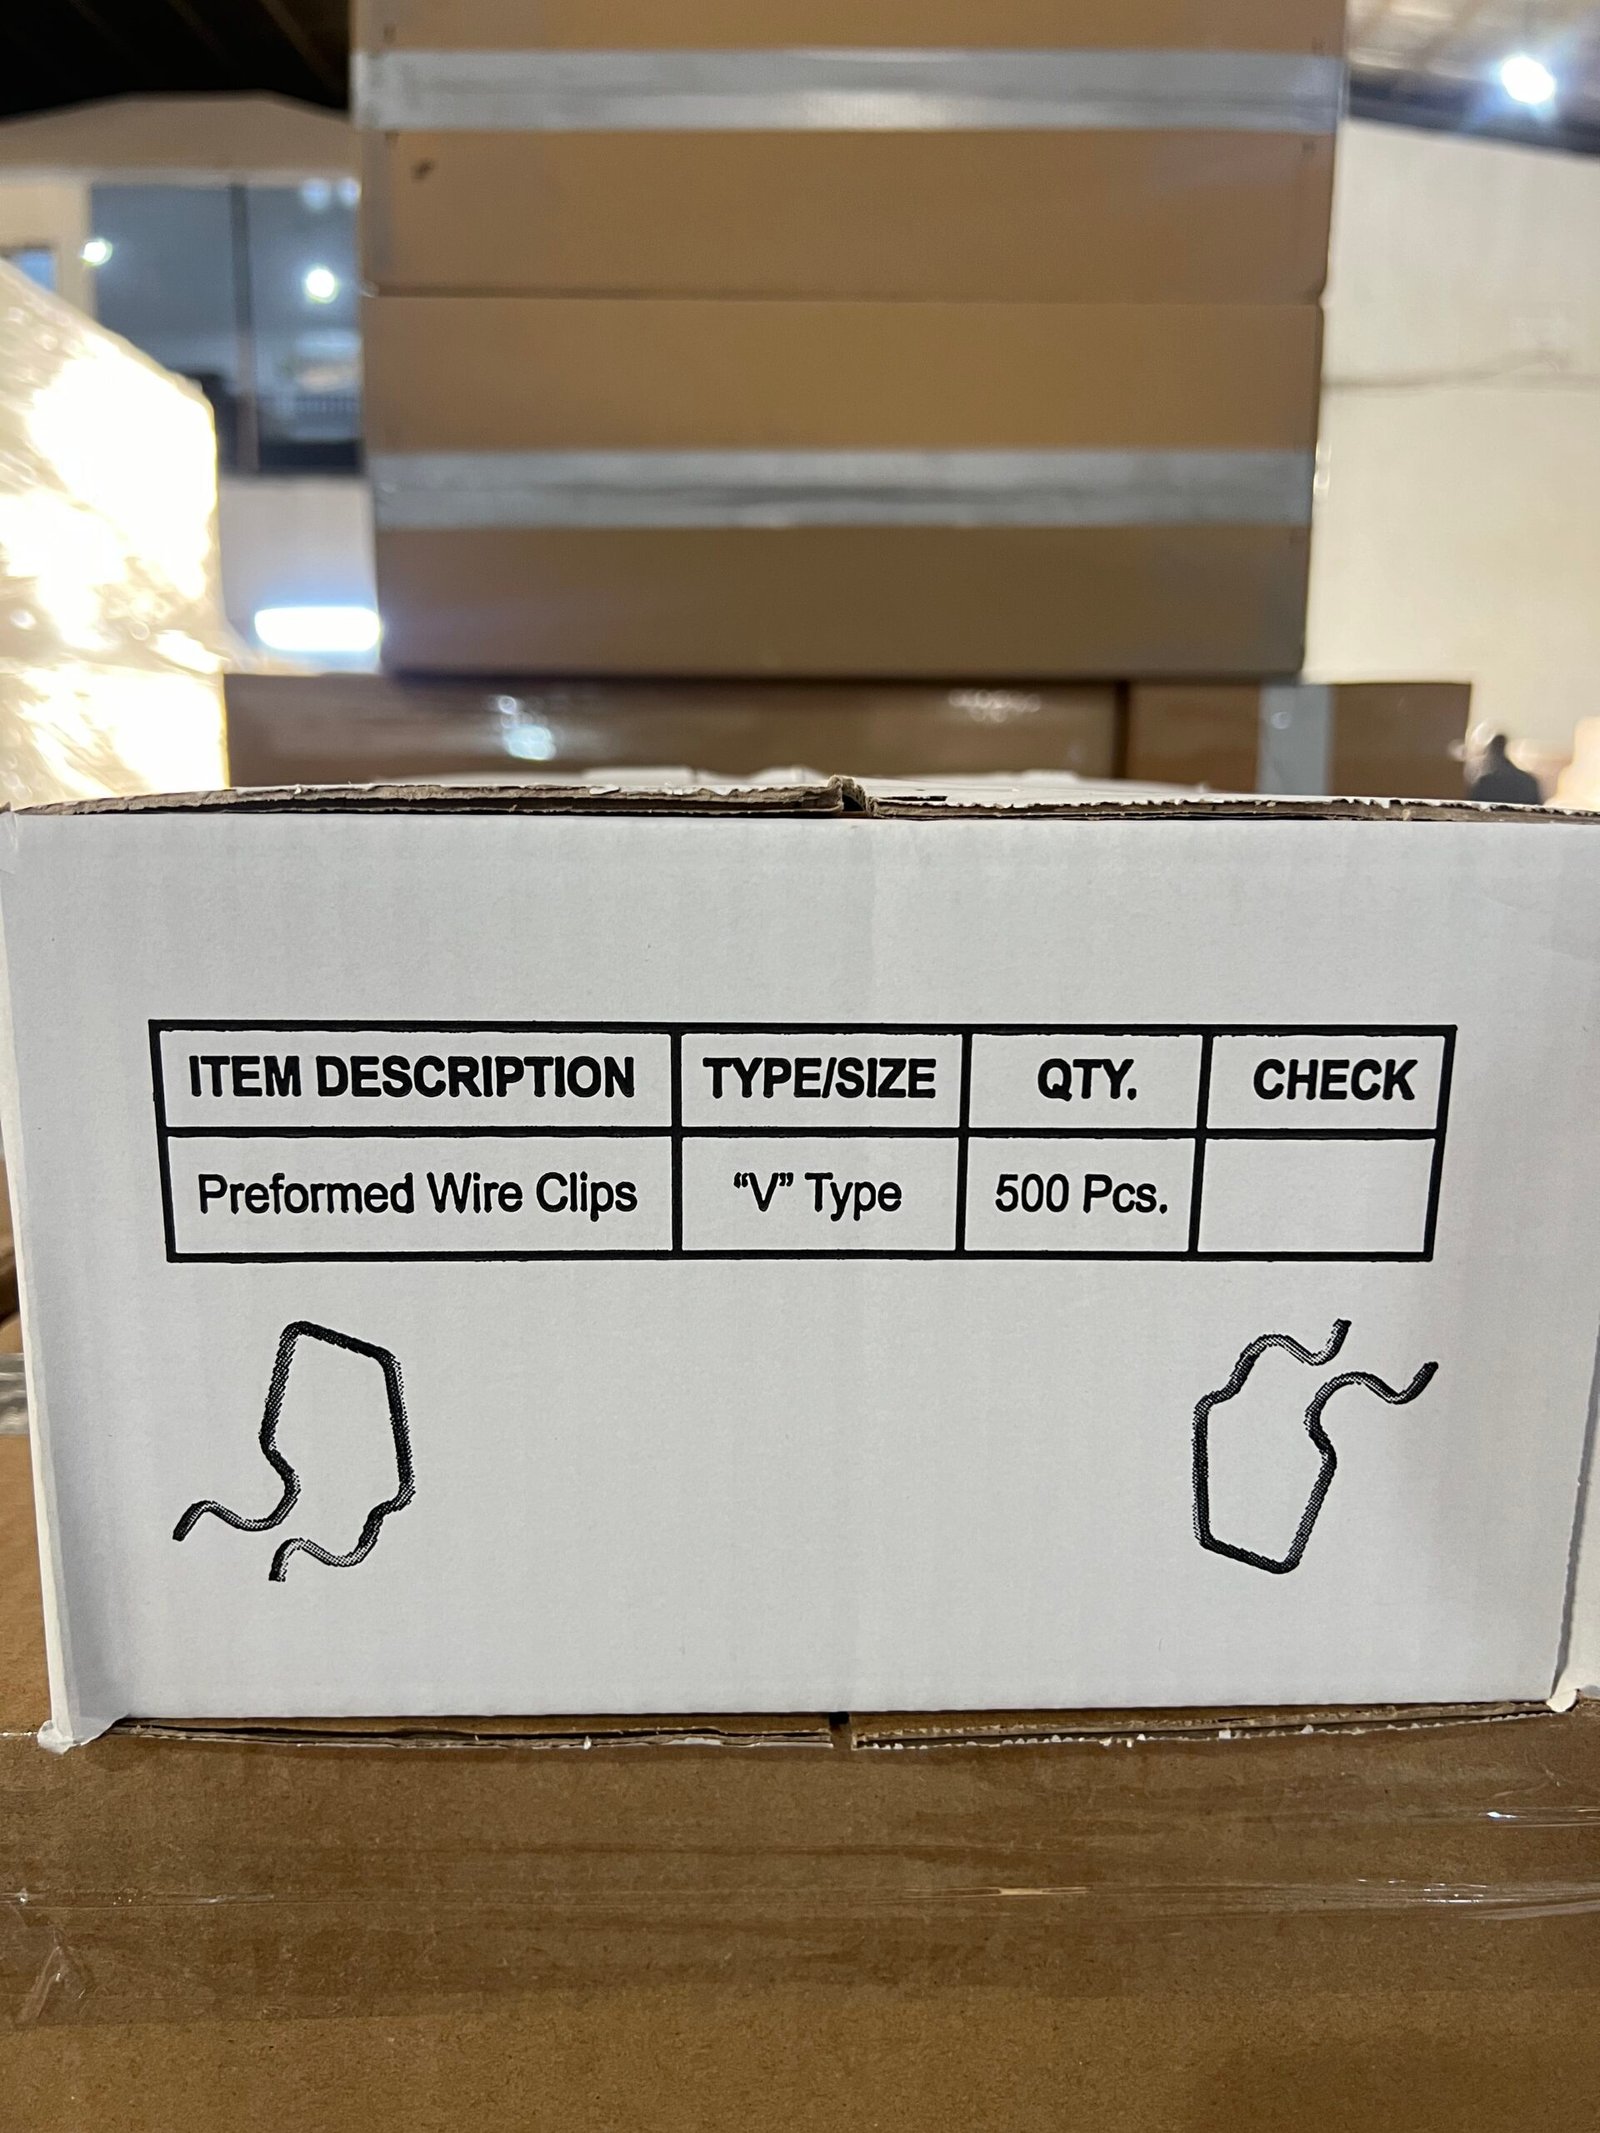 ITEM DESCRIPTION TYPE/SIZE QTY. CHECK
Preformed Wire Clips “V” Type 500 Pcs.